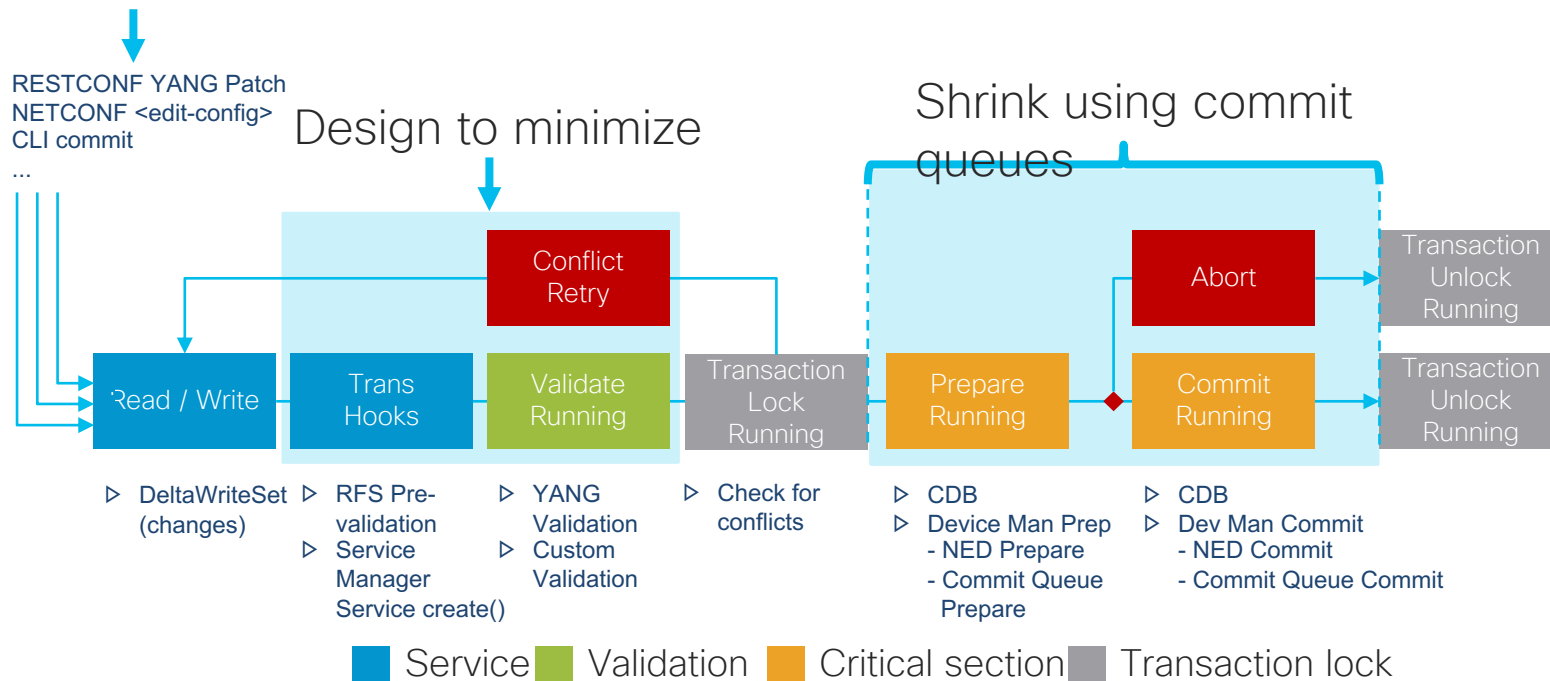 RESTCONF YANG Patch
NETCONF <edit-config>
CLI commit
...
Design to minimize
Shrink using commit
queues
Conflict
Retry
Abort
Transaction
Unlock
Running
Read / Write
Trans
Hooks
Validate
Running
Transaction
Lock
Running
Prepare
Running
Commit
Running
Transaction
Unlock
Running
DeltaWriteSet
(changes)
RFS Pre-
validation
Service
Manager
Service create()
YANG
Validation
Custom
Validation
Check for
conflicts
CDB
Device Man Prep
- NED Prepare
- Commit Queue
Prepare
CDB
Dev Man Commit
- NED Commit
- Commit Queue Commit
Service
Validation
Critical section
Transaction lock